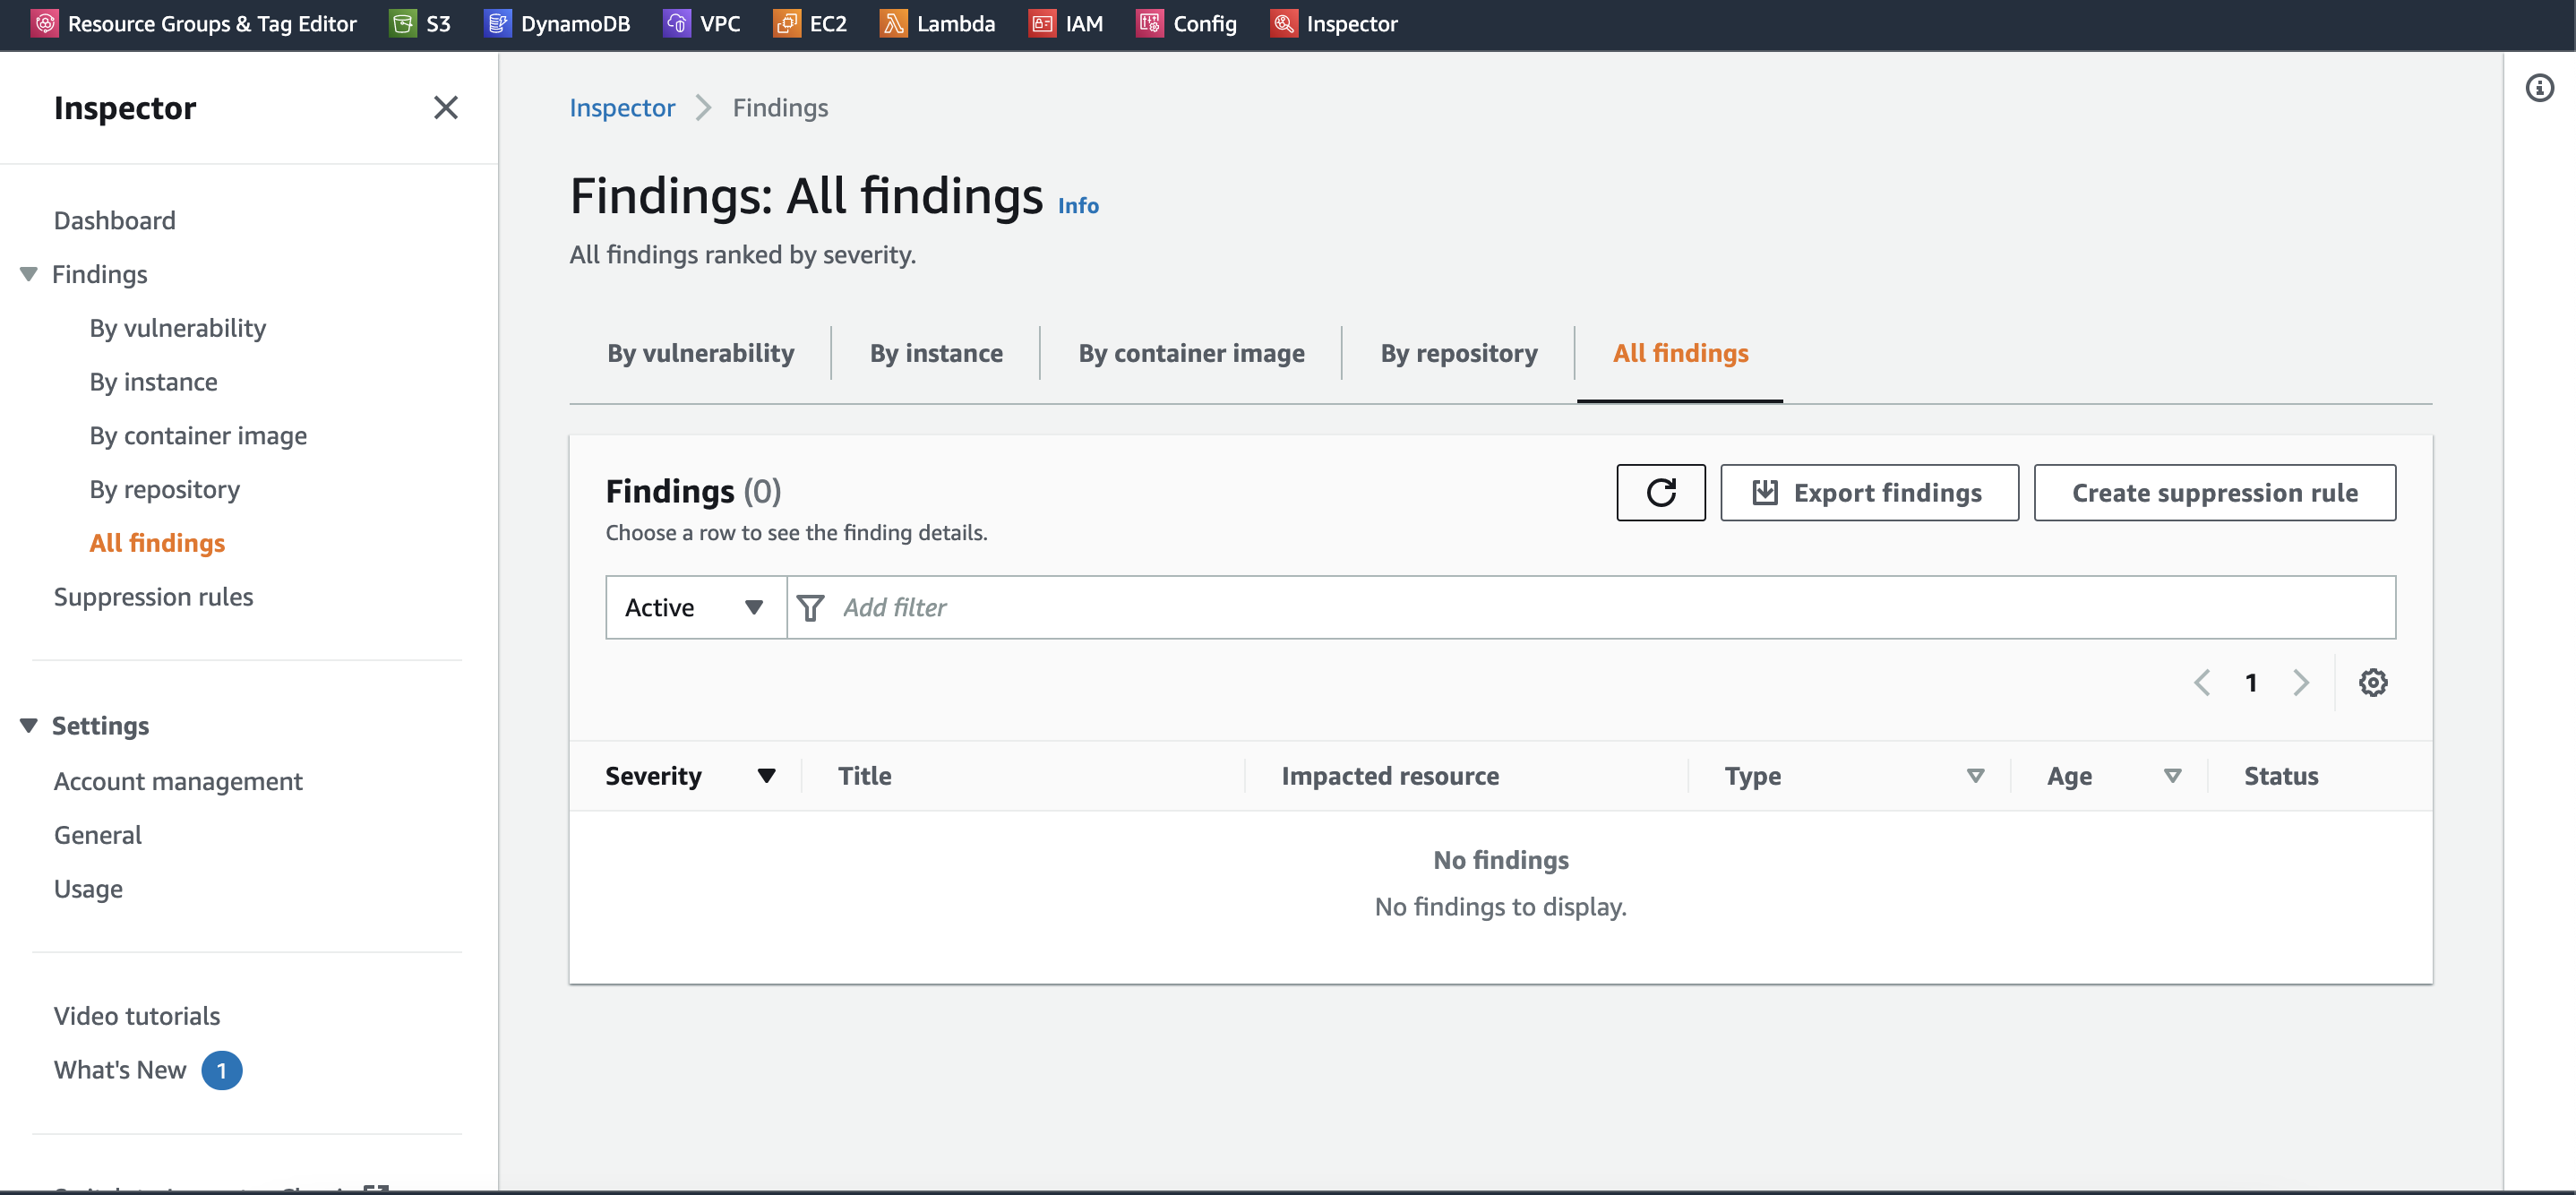 Resource Groups & Tag Editor S3 DynamoDB VPC EC2 Lambda IAM Config Inspector
Inspector
Dashboard
Findings
By vulnerability
By instance
By container image
By repository
All findings
Suppression rules
Settings
Account management
General
Usage
Video tutorials
What's New 1
Inspector Findings
Findings: All findings Info
All findings ranked by severity.
By vulnerability By instance By container image By repository All findings
Findings (0)
Choose a row to see the finding details.
Export findings
Create suppression rule
Active Add filter
1
Severity Title Impacted resource Type Age Status
No findings
No findings to display.